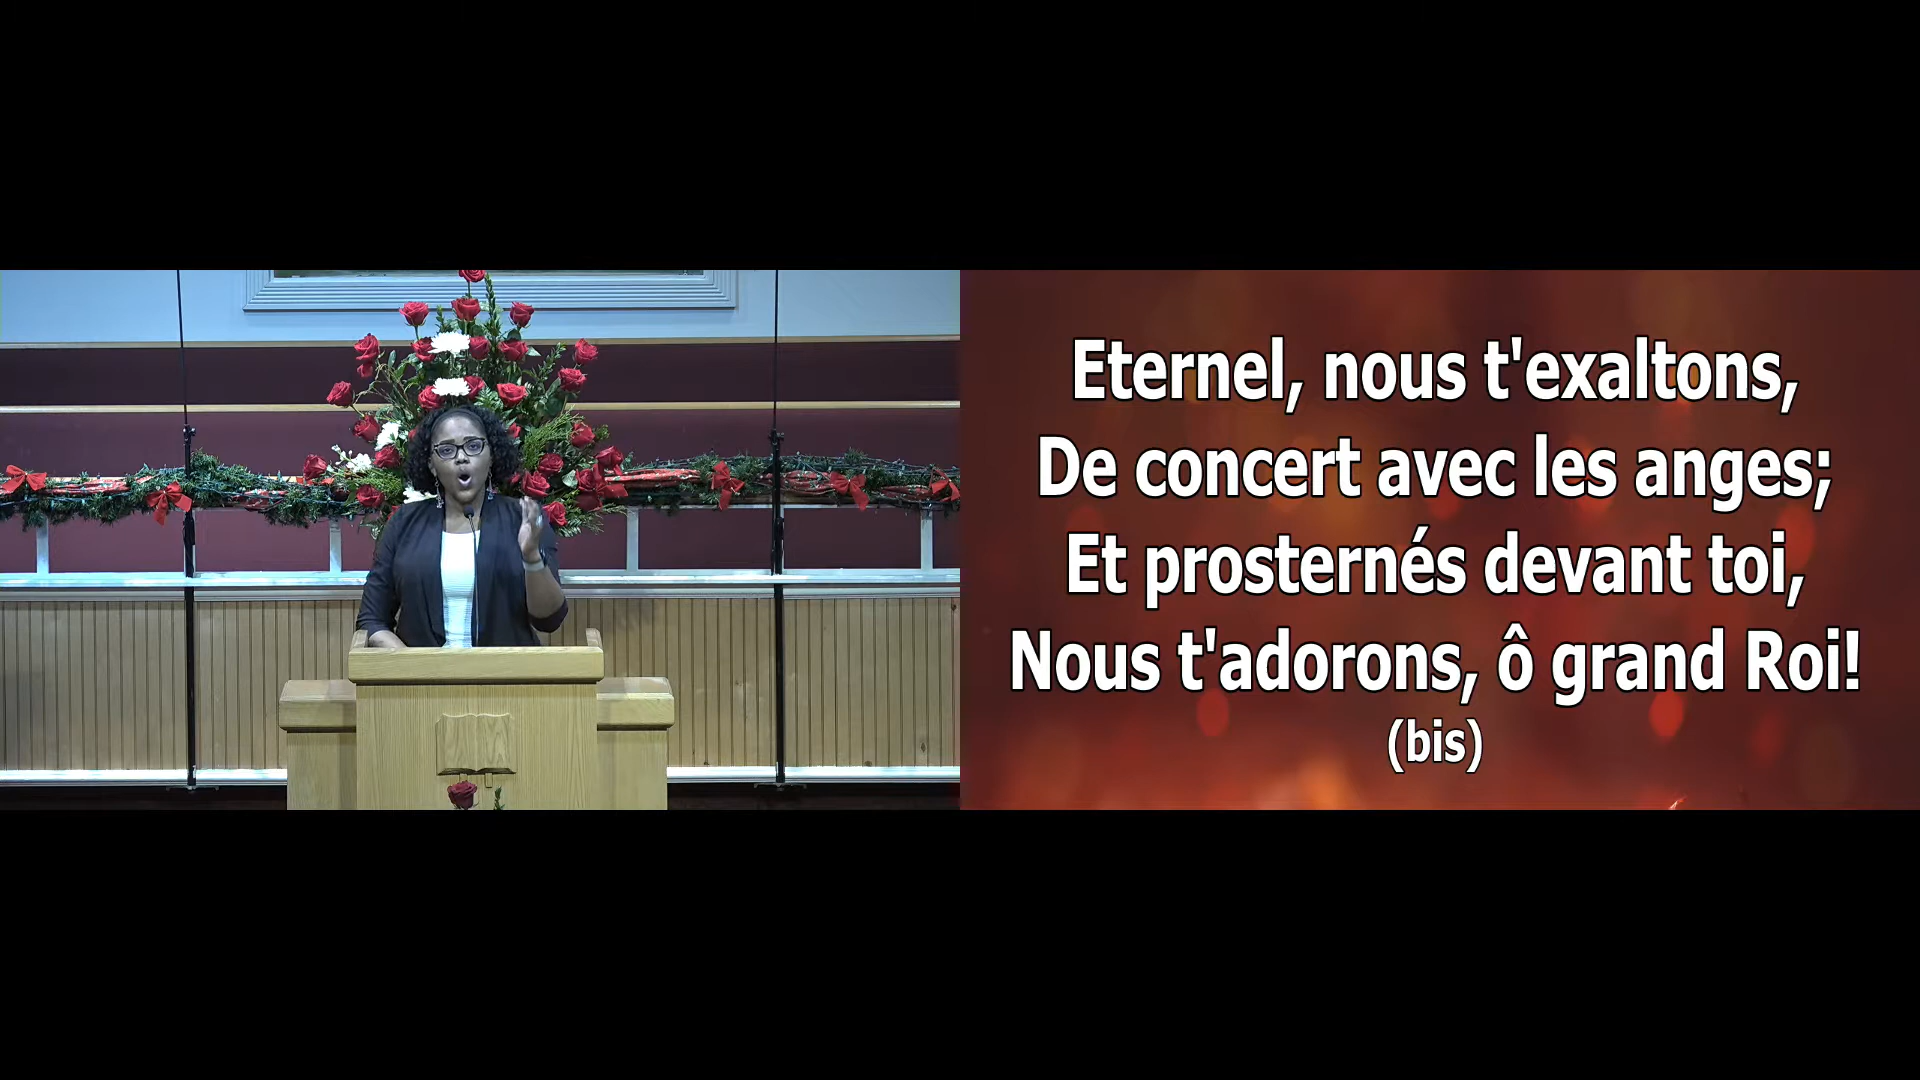 Eternel, nous t'exaltons,
De concert avec les anges;
Et prosternés devant toi,
Nous t'adorons, ô grand Roi!
(bis)